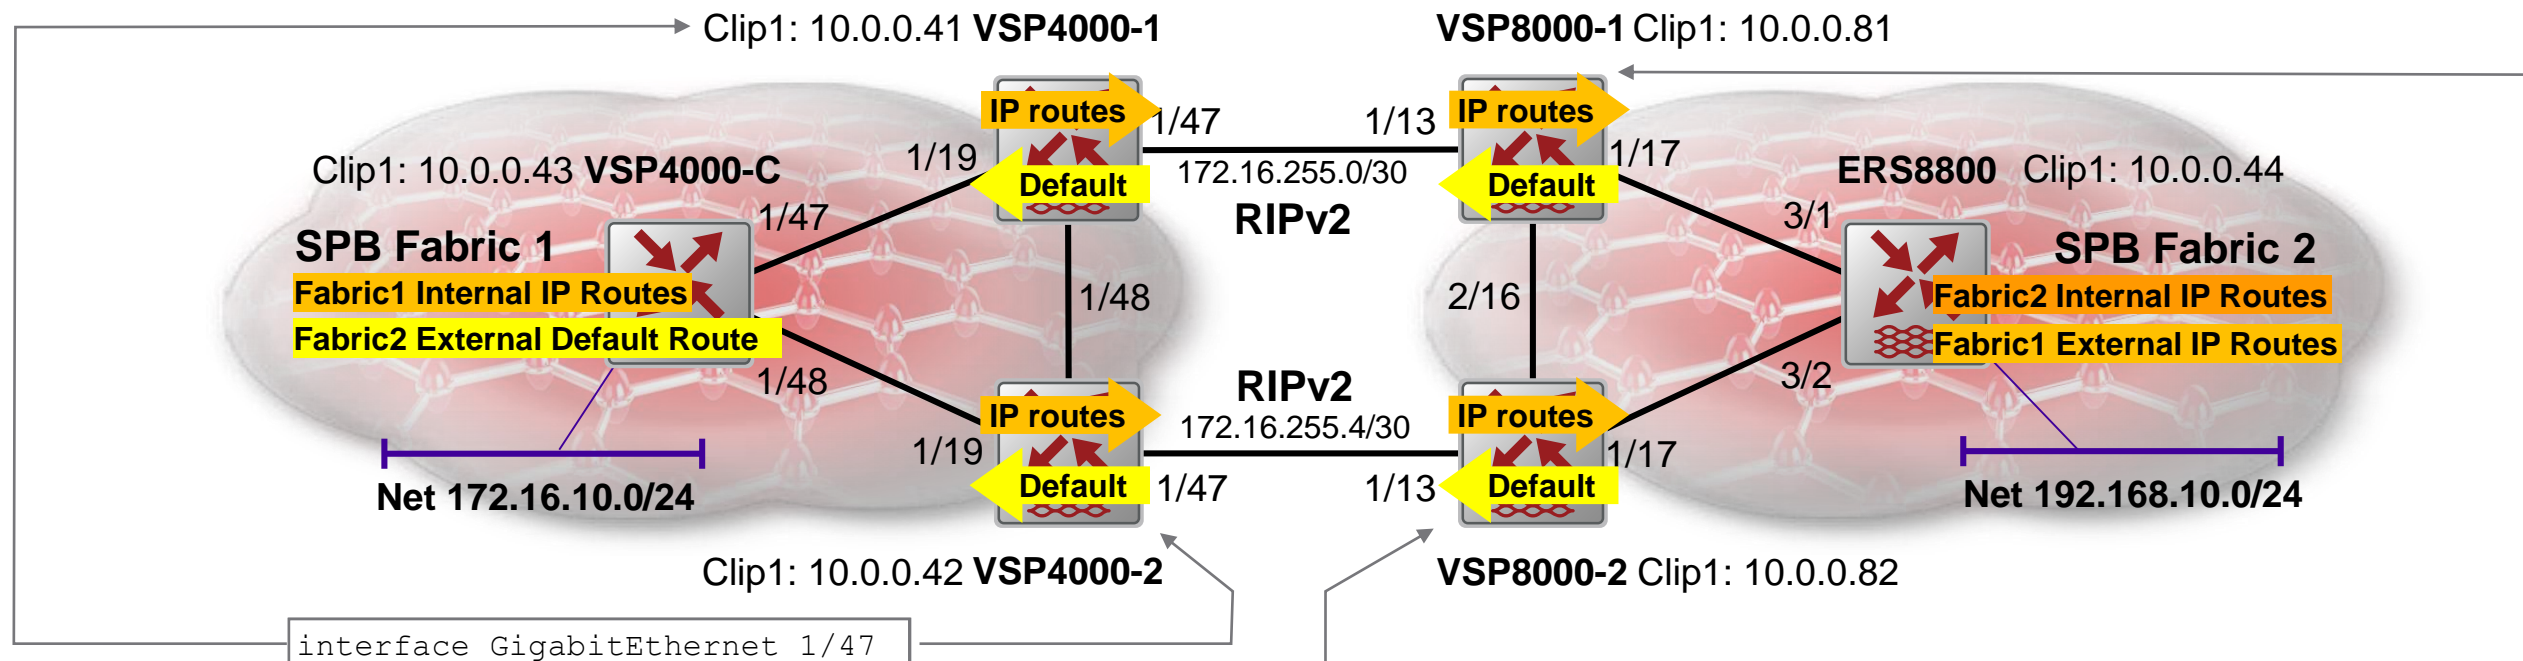 Clip1: 10.0.0.41 VSP4000-1
VSP8000-1 Clip1: 10.0.0.81
IP routes
1/47
1/13
IP routes
1/19
172.16.255.0/30
1/17
Clip1: 10.0.0.43 VSP4000-C
Default
RIPv2
Default
ERS8800 Clip1: 10.0.0.44
1/47
3/1
SPB Fabric 1
SPB Fabric 2
Fabric1 Internal IP Routes
1/48
2/16
Fabric2 Internal IP Routes
Fabric2 External Default Route
Fabric1 External IP Routes
1/48
RIPv2
3/2
IP routes
172.16.255.4/30
IP routes
1/19
1/17
Default
1/47
1/13
Default
Net 172.16.10.0/24
Net 192.168.10.0/24
Clip1: 10.0.0.42 VSP4000-2
VSP8000-2 Clip1: 10.0.0.82
interface GigabitEthernet 1/47